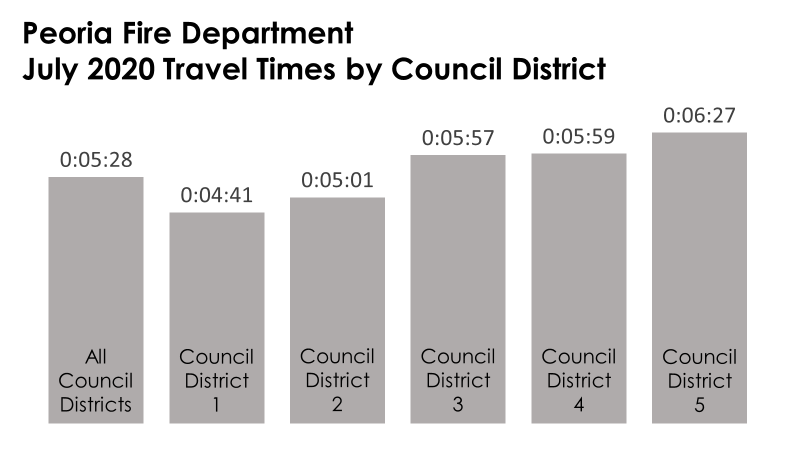 Peoria Fire Department
July 2020 Travel Times by Council District
0:05:28
0:04:41
0:05:01
0:05:57
0:05:59
0:06:27
All
Council
Districts
Council
District
1
Council
District
2
Council
District
3
Council
District
4
Council
District
5